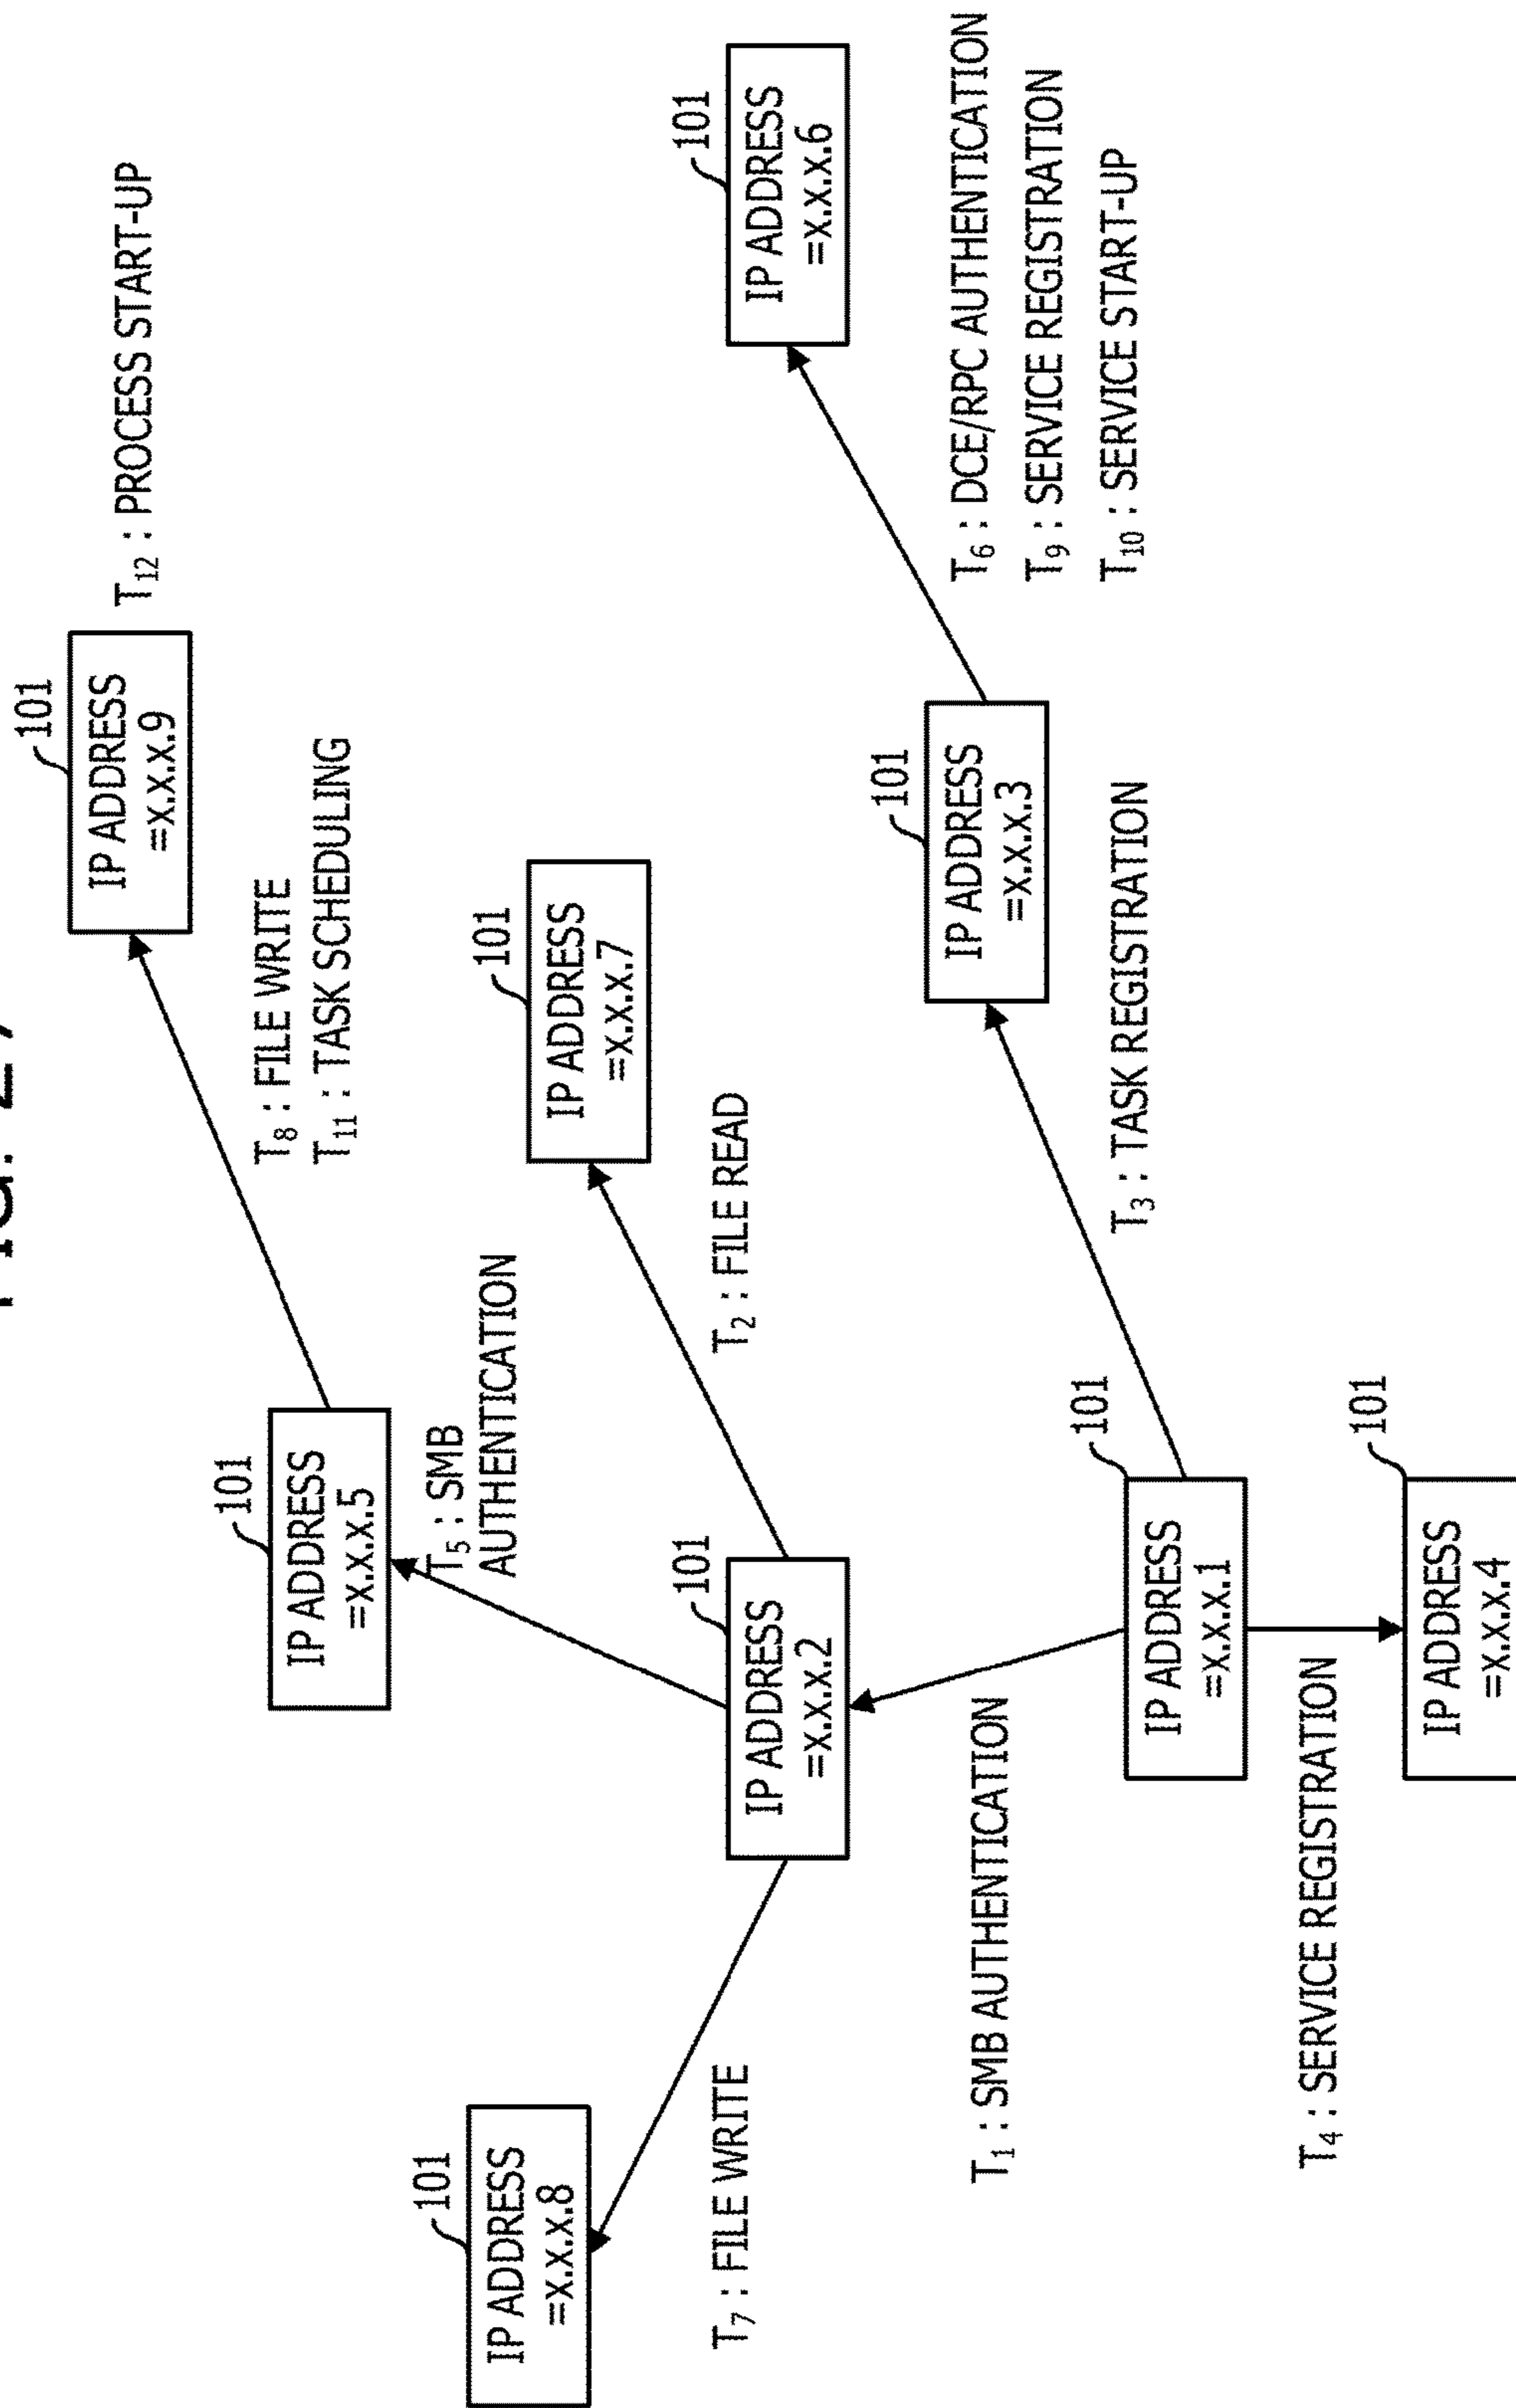 FIG. 27
101
IP ADDRESS
=x.x.x.9
T₁₂ : PROCESS START-UP
101
IP ADDRESS
=x.x.x.5
T₈ : FILE WRITE
T₁₁ : TASK SCHEDULING
101
IP ADDRESS
=x.x.x.8
T₅ : SMB
AUTHENTICATION
101
IP ADDRESS
=x.x.x.7
T₇ : FILE WRITE
101
IP ADDRESS
=x.x.x.2
T₂ : FILE READ
101
IP ADDRESS
=x.x.x.6
101
IP ADDRESS
=x.x.x.3
T₆ : DCE/RPC AUTHENTICATION
T₉ : SERVICE REGISTRATION
T₁₀ : SERVICE START-UP
T₁ : SMB AUTHENTICATION
101
IP ADDRESS
=x.x.x.1
T₃ : TASK REGISTRATION
T₄ : SERVICE REGISTRATION
101
IP ADDRESS
=x.x.x.4